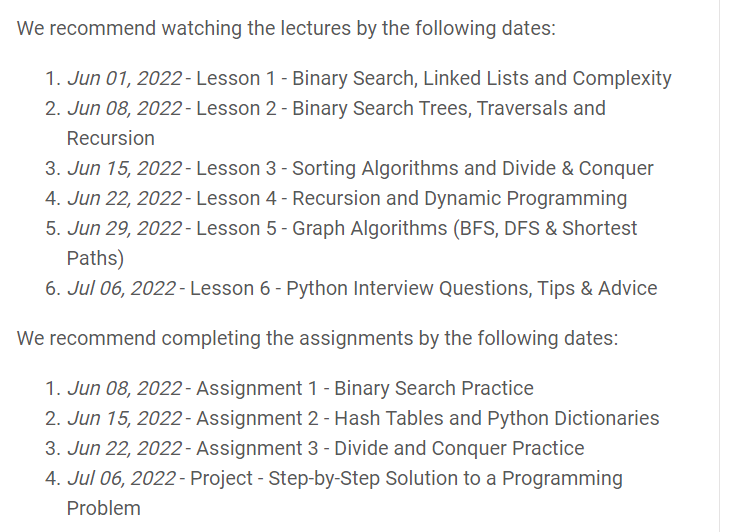 We recommend watching the lectures by the following dates:
1. Jun 01, 2022 - Lesson 1 - Binary Search, Linked Lists and Complexity
2. Jun 08, 2022 - Lesson 2 - Binary Search Trees, Traversals and
Recursion
3. Jun 15, 2022 - Lesson 3 - Sorting Algorithms and Divide & Conquer
4. Jun 22, 2022 - Lesson 4 - Recursion and Dynamic Programming
5. Jun 29, 2022 - Lesson 5 - Graph Algorithms (BFS, DFS & Shortest
Paths)
6. Jul 06, 2022 - Lesson 6 - Python Interview Questions, Tips & Advice
We recommend completing the assignments by the following dates:
1. Jun 08, 2022 - Assignment 1 - Binary Search Practice
2. Jun 15, 2022 - Assignment 2 - Hash Tables and Python Dictionaries
3. Jun 22, 2022 - Assignment 3 - Divide and Conquer Practice
4. Jul 06, 2022 - Project - Step-by-Step Solution to a Programming
Problem